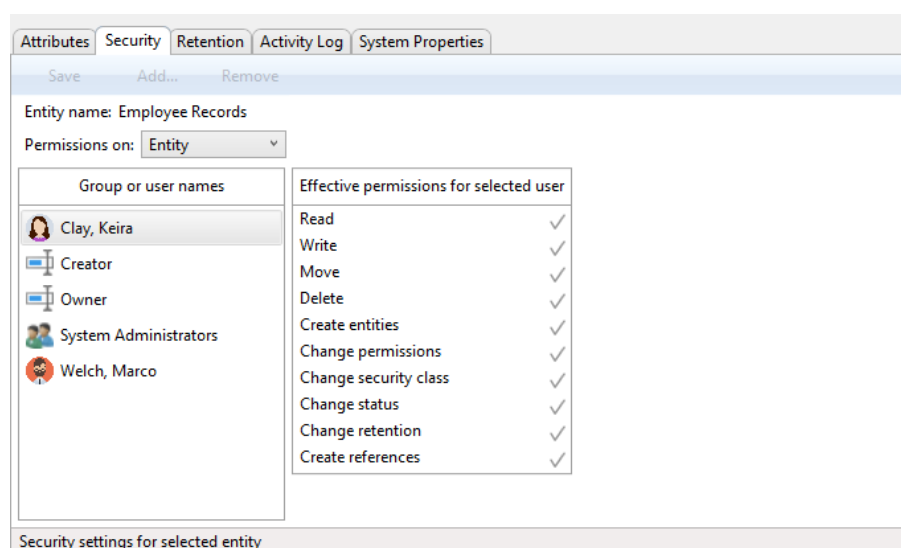 Attributes Security Retention Activity Log System Properties
Save Add... Remove
Entity name: Employee Records
Permissions on: Entity
Group or user names
Clay, Keira
Creator
Owner
System Administrators
Welch, Marco
Effective permissions for selected user
Read
Write
Move
Delete
Create entities
Change permissions
Change security class
Change status
Change retention
Create references
Security settings for selected entity